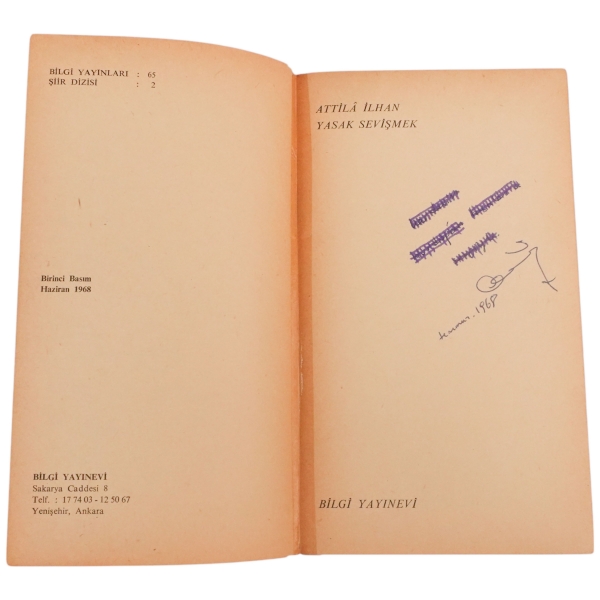 BİLGİ YAYINLARI : 65
ŞİİR DİZİSİ : 2
Birinci Basım
Haziran 1968
BİLGİ YAYINEVİ
Sakarya Caddesi 8
Telf. : 17 74 03 - 12 50 67
Yenişehir, Ankara
ATTİLÂ İLHAN
YASAK SEVİŞMEK
1968
BİLGİ YAYINEVİ